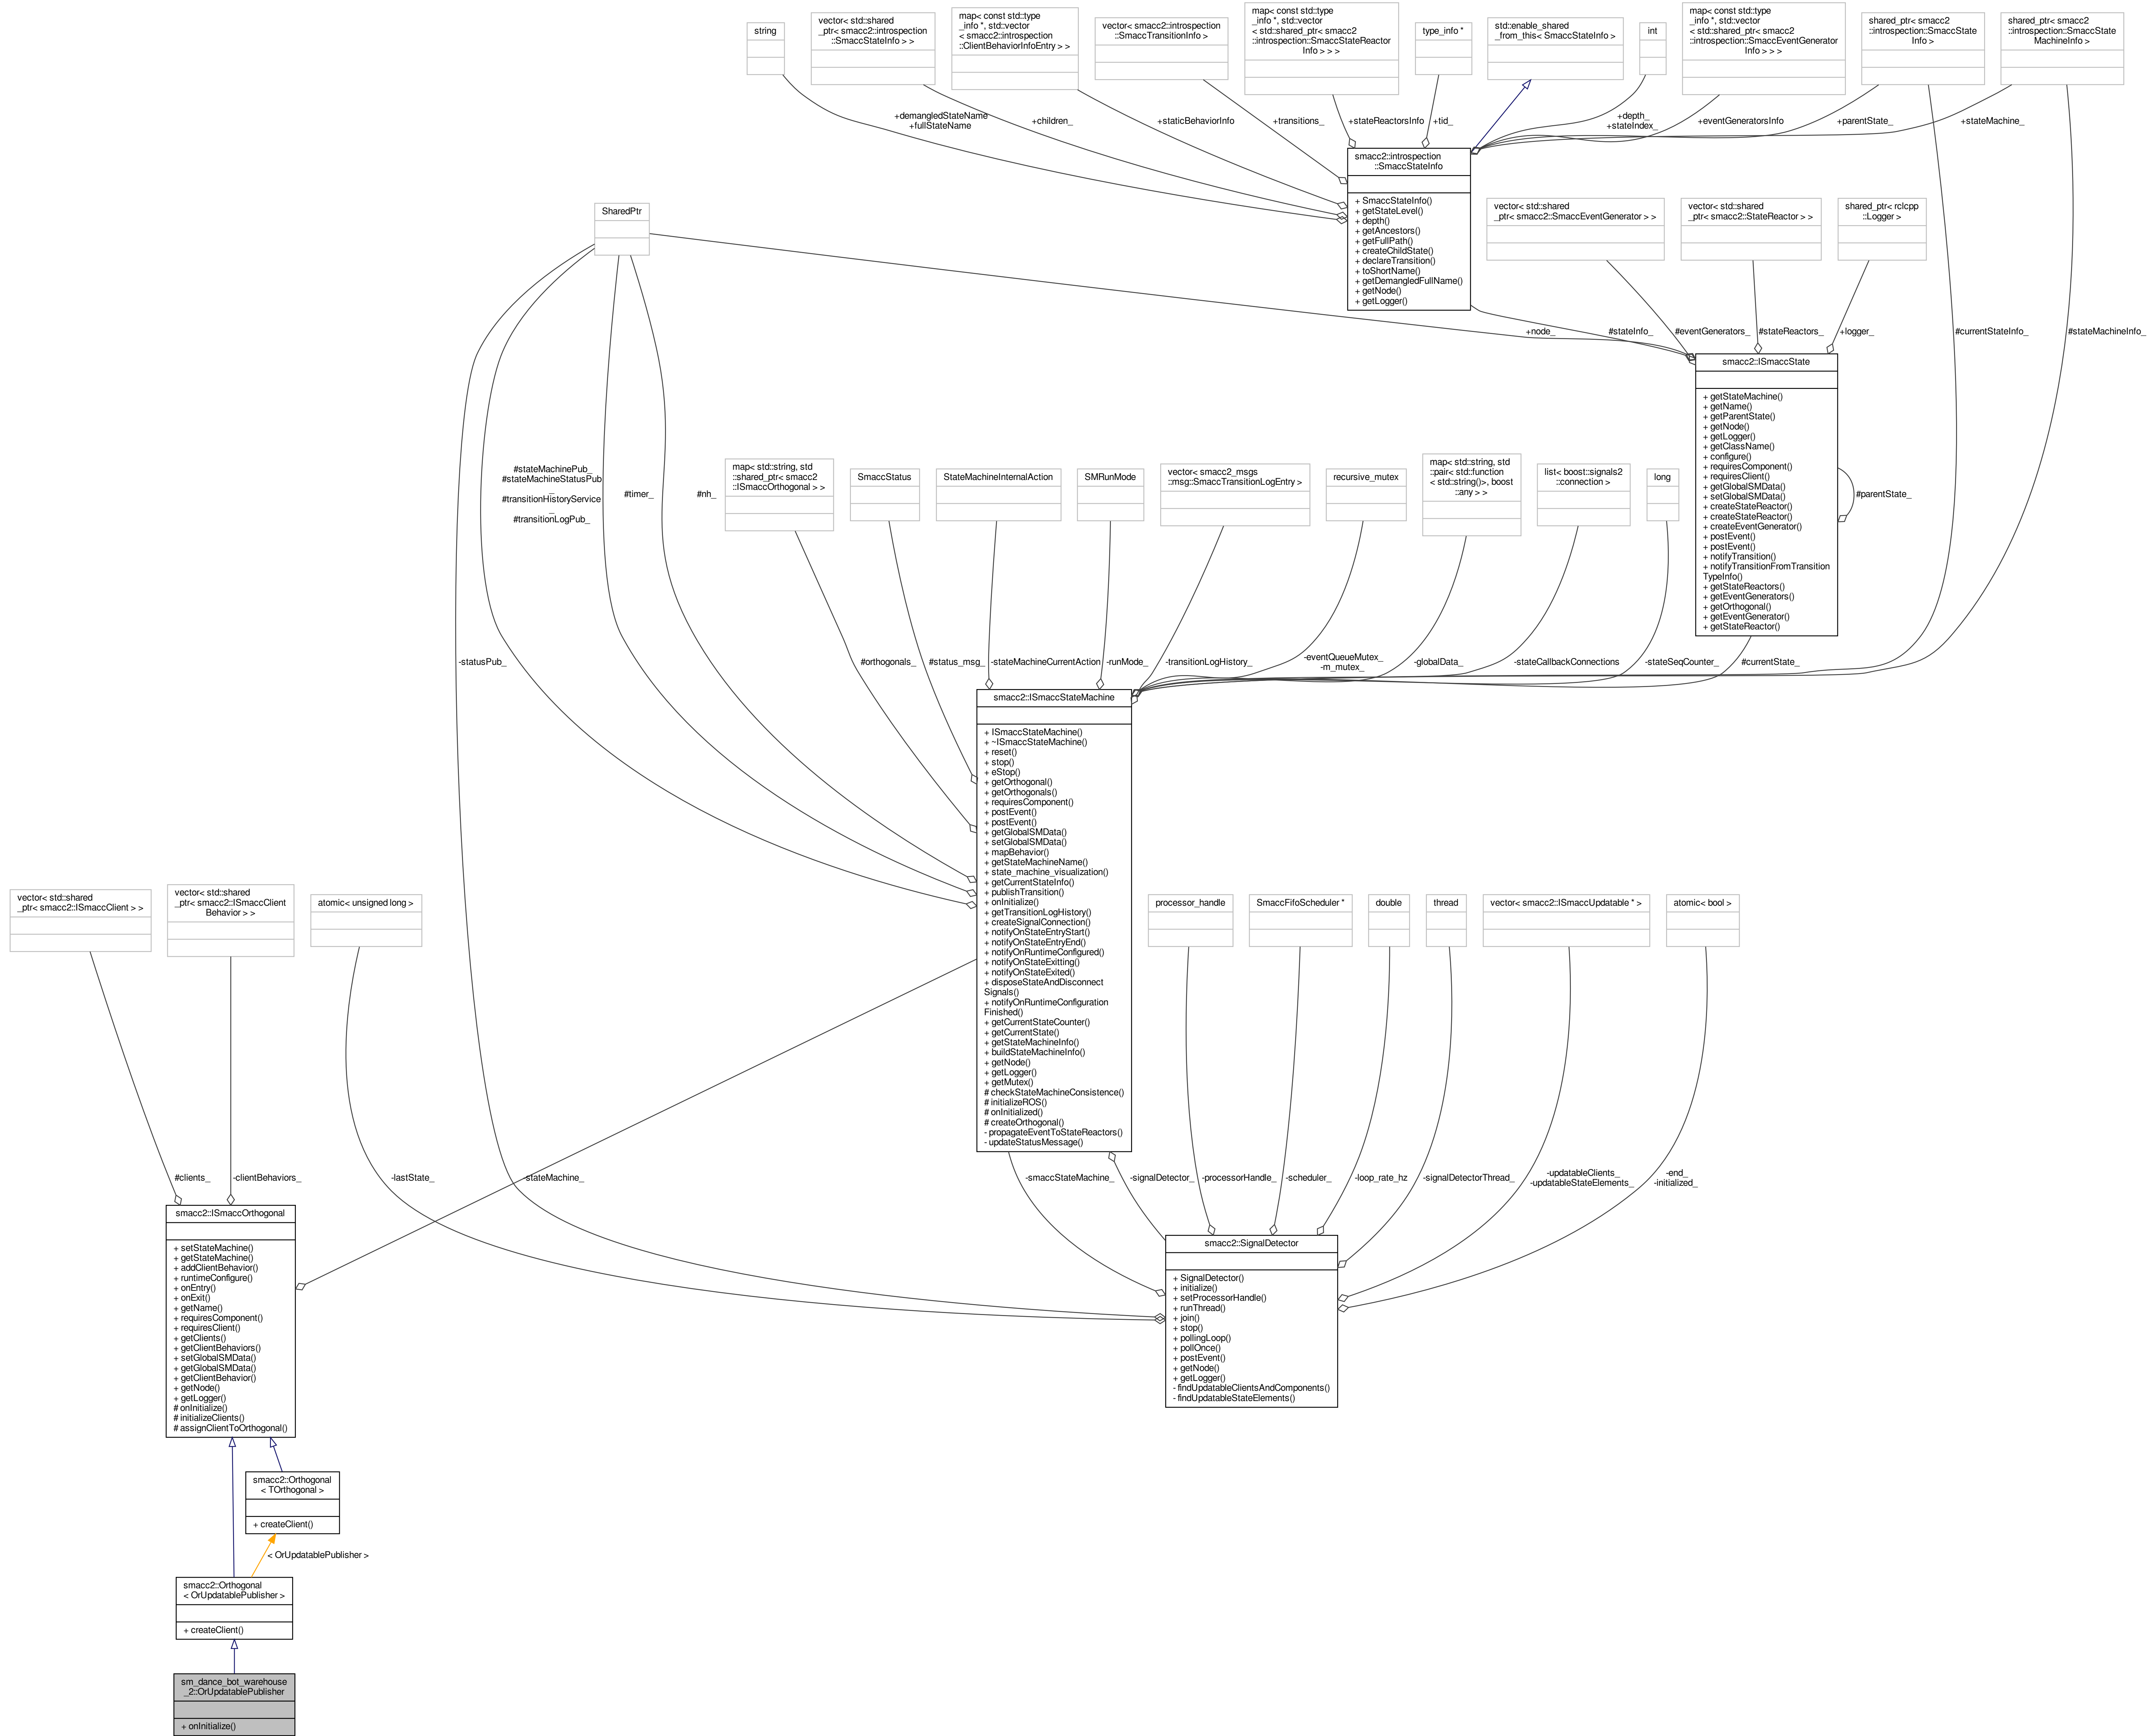 string
vector< std::shared
_ptr< smacc2::introspection
::SmaccStateInfo > >
map< const std::type
_info *, std::vector
< smacc2::introspection
::ClientBehaviorInfoEntry > >
vector< smacc2::introspection
::SmaccTransitionInfo >
map< const std::type
_info *, std::vector
< std::shared_ptr< smacc2
::introspection::SmaccStateReactor
Info > > >
type_info *
std::enable_shared
_from_this< SmaccStateInfo >
int
map< const std::type
_info *, std::vector
< std::shared_ptr< smacc2
::introspection::SmaccEventGenerator
Info > > >
shared_ptr< smacc2
::introspection::SmaccState
Info >
shared_ptr< smacc2
::introspection::SmaccState
MachineInfo >
+demangledStateName
+fullStateName
+children_
+staticBehaviorInfo
+transitions_
+stateReactorsInfo
+tid_
+depth_
+stateIndex_
+eventGeneratorsInfo
+parentState_
+stateMachine_
smacc2::introspection
::SmaccStateInfo
+ SmaccStateInfo()
+ getStateLevel()
+ depth()
+ getAncestors()
+ getFullPath()
+ createChildState()
+ declareTransition()
+ toShortName()
+ getDemangledFullName()
+ getNode()
+ getLogger()
SharedPtr
vector< std::shared
_ptr< smacc2::SmaccEventGenerator > >
vector< std::shared
_ptr< smacc2::StateReactor > >
shared_ptr< rclcpp
::Logger >
+node_
#stateInfo_
#eventGenerators_
#stateReactors_
+logger_
#currentStateInfo_
#stateMachineInfo_
smacc2::ISmaccState
+ getStateMachine()
+ getName()
+ getParentState()
+ getNode()
+ getLogger()
+ getClassName()
+ configure()
+ requiresComponent()
+ requiresClient()
+ getGlobalSMData()
+ setGlobalSMData()
+ createStateReactor()
+ createStateReactor()
+ createEventGenerator()
+ postEvent()
+ postEvent()
+ notifyTransition()
+ notifyTransitionFromTransition
TypeInfo()
+ getStateReactors()
+ getEventGenerators()
+ getOrthogonal()
+ getEventGenerator()
+ getStateReactor()
#parentState_
#stateMachinePub_
#stateMachineStatusPub
_
#transitionHistoryService
_
#transitionLogPub_
#timer_
#nh_
map< std::string, std
::shared_ptr< smacc2
::ISmaccOrthogonal > >
SmaccStatus
StateMachineInternalAction
SMRunMode
vector< smacc2_msgs
::msg::SmaccTransitionLogEntry >
recursive_mutex
map< std::string, std
::pair< std::function
< std::string()>, boost
::any > >
list< boost::signals2
::connection >
long
-statusPub_
#orthogonals_
#status_msg_
-stateMachineCurrentAction
-runMode_
-transitionLogHistory_
-eventQueueMutex_
-m_mutex_
-globalData_
-stateCallbackConnections
-stateSeqCounter_
#currentState_
smacc2::ISmaccStateMachine
+ ISmaccStateMachine()
+ ~ISmaccStateMachine()
+ reset()
+ stop()
+ eStop()
+ getOrthogonal()
+ getOrthogonals()
+ requiresComponent()
+ postEvent()
+ postEvent()
+ getGlobalSMData()
+ setGlobalSMData()
+ mapBehavior()
+ getStateMachineName()
+ state_machine_visualization()
+ getCurrentStateInfo()
+ publishTransition()
+ onInitialize()
+ getTransitionLogHistory()
+ createSignalConnection()
+ notifyOnStateEntryStart()
+ notifyOnStateEntryEnd()
+ notifyOnRuntimeConfigured()
+ notifyOnStateExitting()
+ notifyOnStateExited()
+ disposeStateAndDisconnect
Signals()
+ notifyOnRuntimeConfiguration
Finished()
+ getCurrentStateCounter()
+ getCurrentState()
+ getStateMachineInfo()
+ buildStateMachineInfo()
+ getNode()
+ getLogger()
+ getMutex()
# checkStateMachineConsistence()
# initializeROS()
# onInitialized()
# createOrthogonal()
- propagateEventToStateReactors()
- updateStatusMessage()
vector< std::shared
_ptr< smacc2::ISmaccClient > >
vector< std::shared
_ptr< smacc2::ISmaccClient
Behavior > >
atomic< unsigned long >
processor_handle
SmaccFifoScheduler *
double
thread
vector< smacc2::ISmaccUpdatable * >
atomic< bool >
#clients_
-clientBehaviors_
-lastState_
-stateMachine_
-smaccStateMachine_
-signalDetector_
-processorHandle_
-scheduler_
-loop_rate_hz
-signalDetectorThread_
-updatableClients_
-updatableStateElements_
-end_
-initialized_
smacc2::ISmaccOrthogonal
+ setStateMachine()
+ getStateMachine()
+ addClientBehavior()
+ runtimeConfigure()
+ onEntry()
+ onExit()
+ getName()
+ requiresComponent()
+ requiresClient()
+ getClients()
+ getClientBehaviors()
+ setGlobalSMData()
+ getGlobalSMData()
+ getClientBehavior()
+ getNode()
+ getLogger()
# onInitialize()
# initializeClients()
# assignClientToOrthogonal()
smacc2::SignalDetector
+ SignalDetector()
+ initialize()
+ setProcessorHandle()
+ runThread()
+ join()
+ stop()
+ pollingLoop()
+ pollOnce()
+ postEvent()
+ getNode()
+ getLogger()
- findUpdatableClientsAndComponents()
- findUpdatableStateElements()
smacc2::Orthogonal
< TOrthogonal >
+ createClient()
< OrUpdatablePublisher >
smacc2::Orthogonal
< OrUpdatablePublisher >
+ createClient()
sm_dance_bot_warehouse
_2::OrUpdatablePublisher
+ onInitialize()